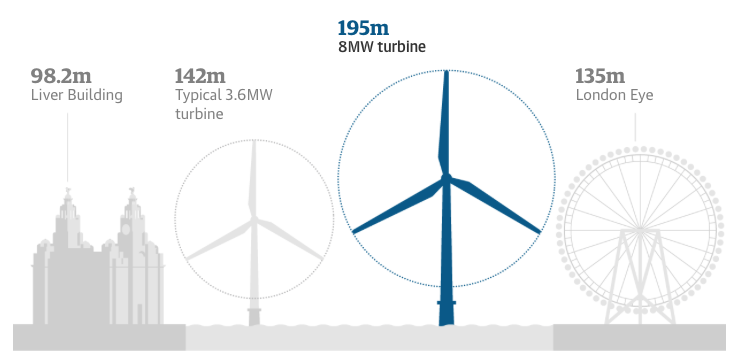 195m
8MW turbine
98.2m
Liver Building
142m
Typical 3.6MW
turbine
135m
London Eye